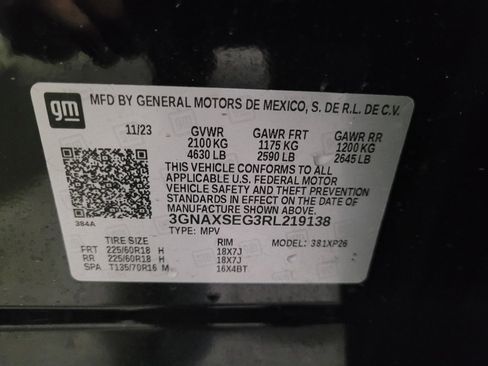 gm
MFD BY GENERAL MOTORS DE MEXICO, S. DE R.L. DE C.V.
11/23 GVWR GAWR FRT GAWR RR
2100 KG 1175 KG 1200 KG
4630 LB 2590 LB 2645 LB
THIS VEHICLE CONFORMS TO ALL
APPLICABLE U.S. FEDERAL MOTOR
VEHICLE SAFETY AND THEFT PREVENTION
STANDARDS IN EFFECT ON THE DATE OF
MANUFACTURE SHOWN ABOVE.
3GNAXSEG3RL219138
384A TYPE: MPV MODEL: 381XP26
TIRE SIZE RIM
FRT 225/60R18 H 18X7J
RR 225/60R18 H 18X7J
SPA T135/70R16 M 16X4BT